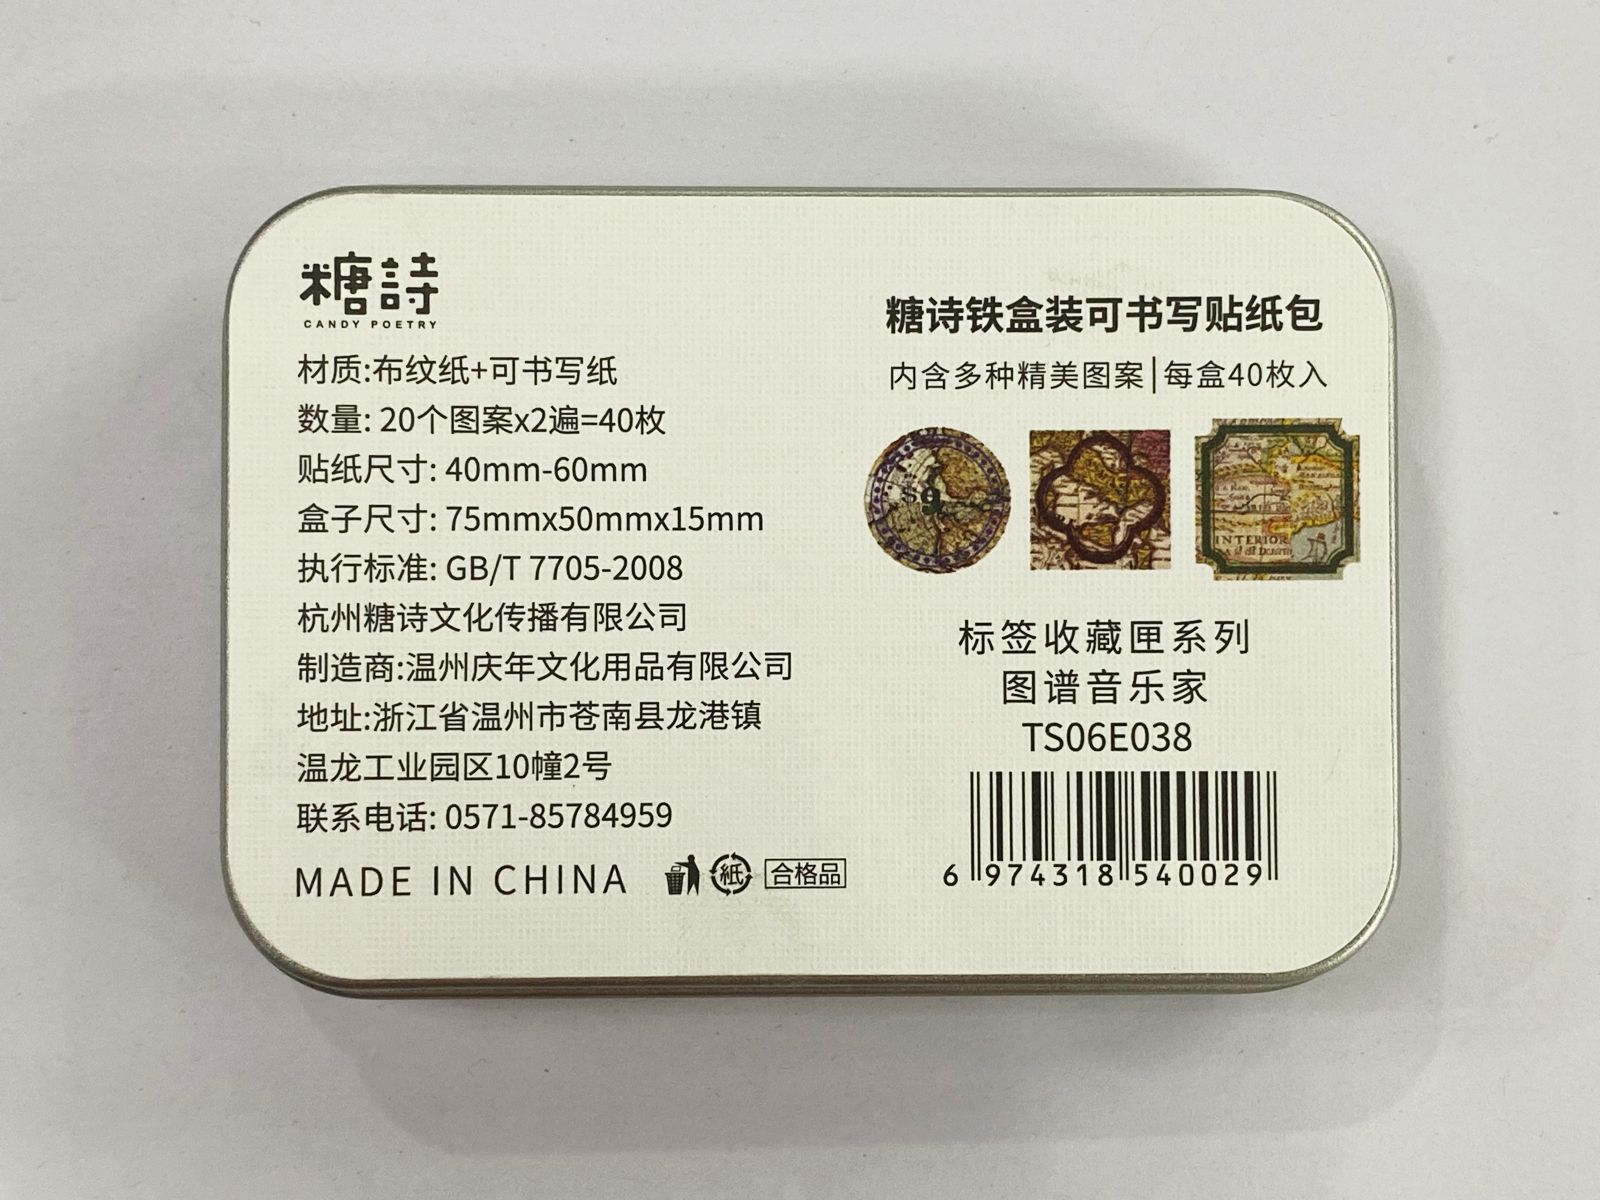 糖詩
CANDY POETRY
材质:布纹纸+可书写纸
数量: 20个图案x2遍=40枚
贴纸尺寸: 40mm-60mm
盒子尺寸: 75mmx50mmx15mm
执行标准: GB/T 7705-2008
杭州糖诗文化传播有限公司
制造商:温州庆年文化用品有限公司
地址:浙江省温州市苍南县龙港镇
温龙工业园区10幢2号
联系电话: 0571-85784959
MADE IN CHINA
紙
合格品
糖诗铁盒装可书写贴纸包
内含多种精美图案|每盒40枚入
$9
INTERIOR
标签收藏匣系列
图谱音乐家
TS06E038
6 974318 540029